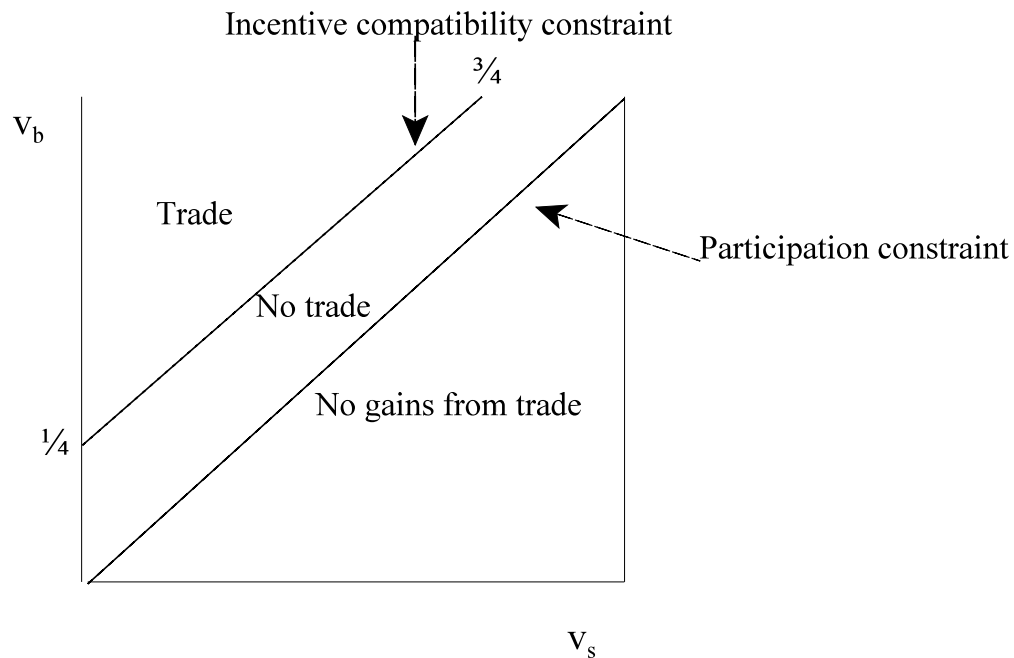 Incentive compatibility constraint
¾
v_b
Trade
Participation constraint
No trade
No gains from trade
¼
v_s